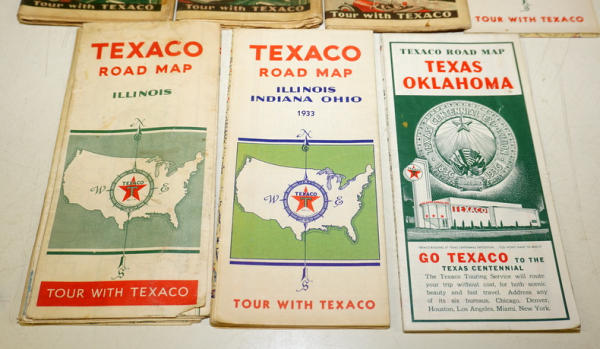 TOUR WITH TEXACO
TOUR WITH TEXACO
TOUR WITH TEXACO
TEXACO
ROAD MAP
ILLINOIS
N
W
E
TEXACO
T
S
TOUR WITH TEXACO
TEXACO
ROAD MAP
ILLINOIS
INDIANA OHIO
1933
N
W
E
TEXACO
T
S
TOUR WITH TEXACO
TEXACO ROAD MAP
TEXAS
OKLAHOMA
TEXAS CENTENNIAL
TEXACO
GO TEXACO TO THE
TEXAS CENTENNIAL
The Texaco Touring Service will route
your trip without cost, for both scenic
beauty and fast travel. Address any
of its six bureaus, Chicago, Denver,
Houston, Los Angeles, Miami, New York.